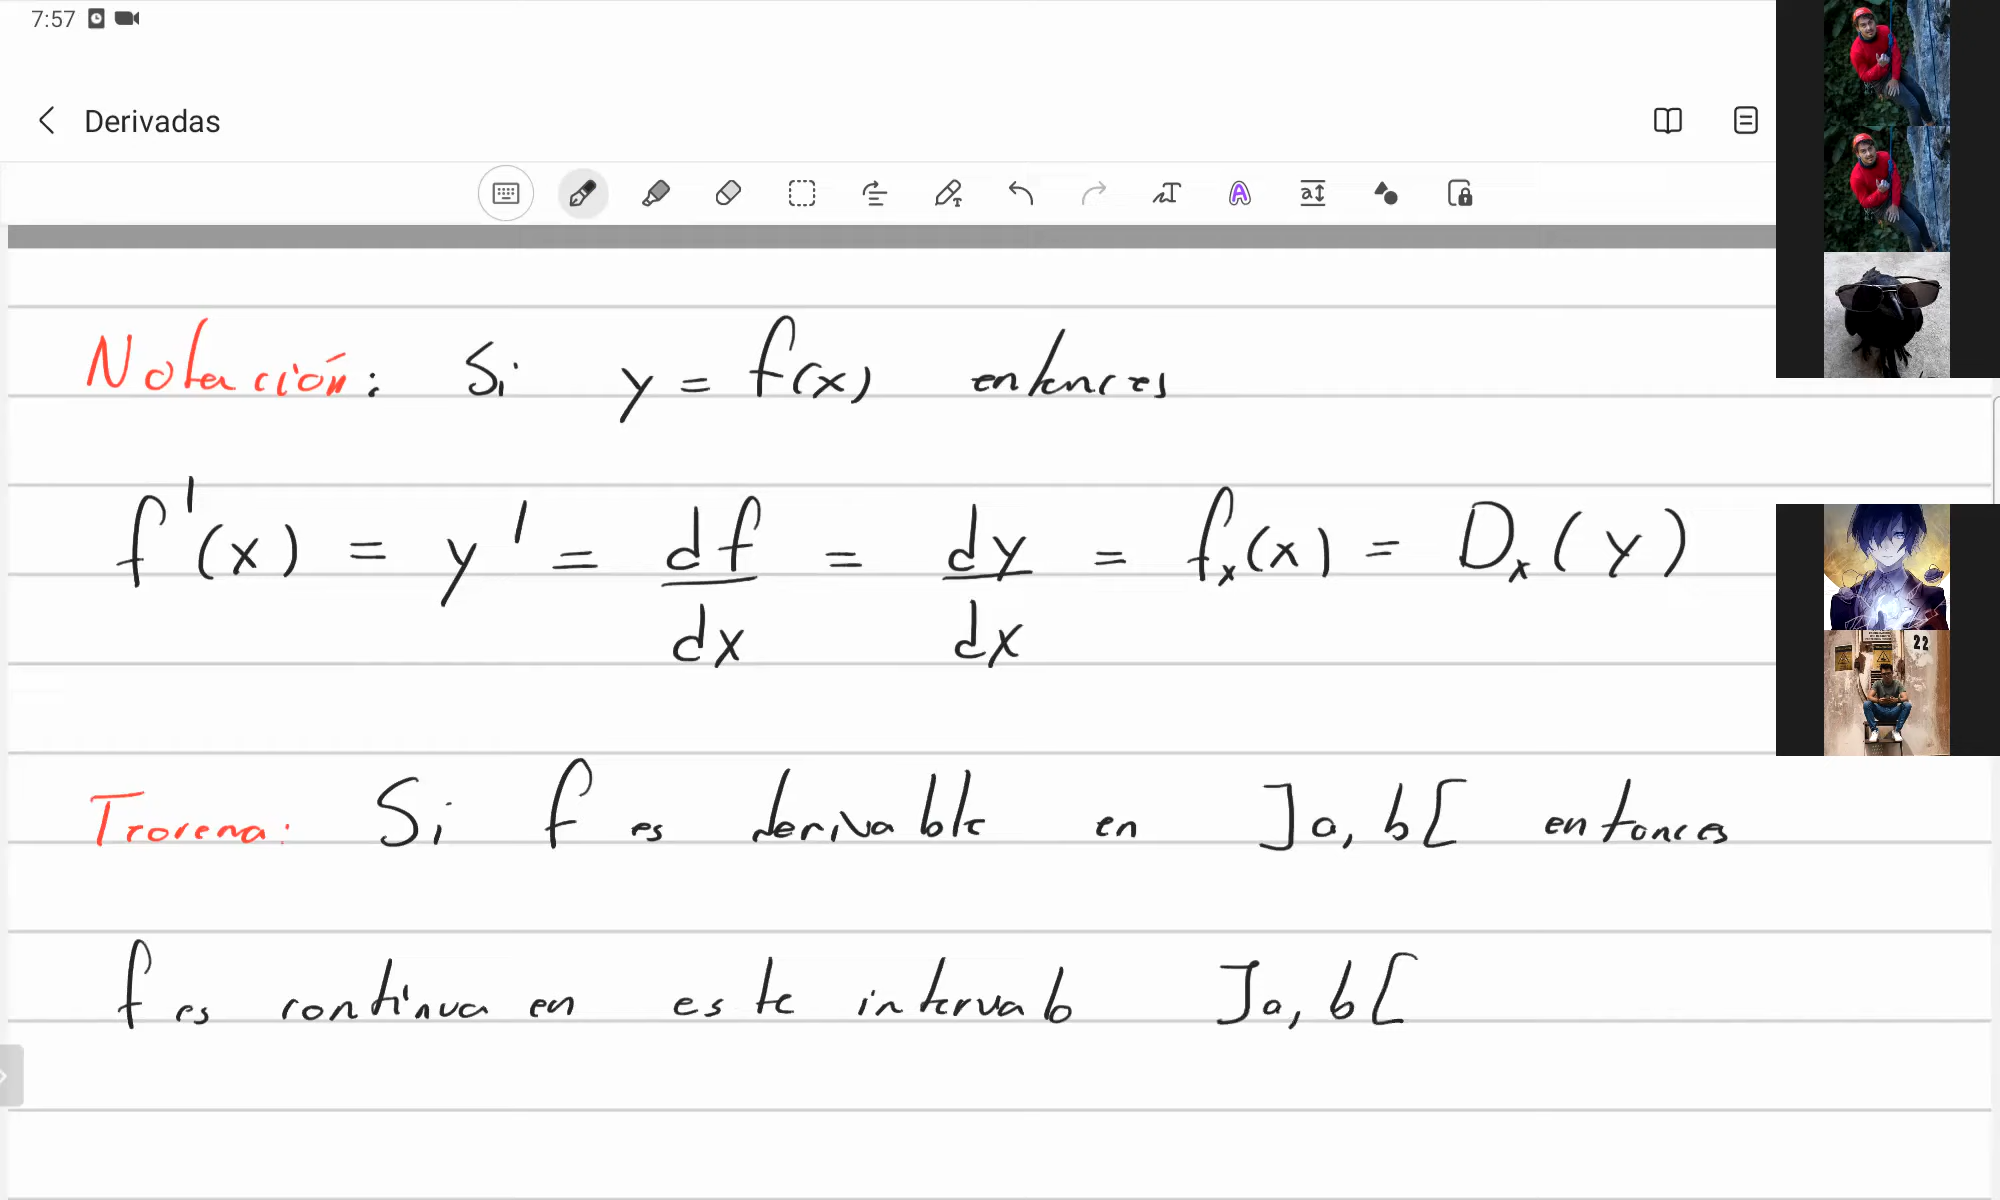 7:57
Derivadas
Notación: Si y = f(x) entonces
f'(x) = y' = df/dx = dy/dx = fₓ(x) = Dₓ(y)
Teorema: Si f es derivable en ]a, b[ entonces
f es continua en este intervalo ]a, b[
22